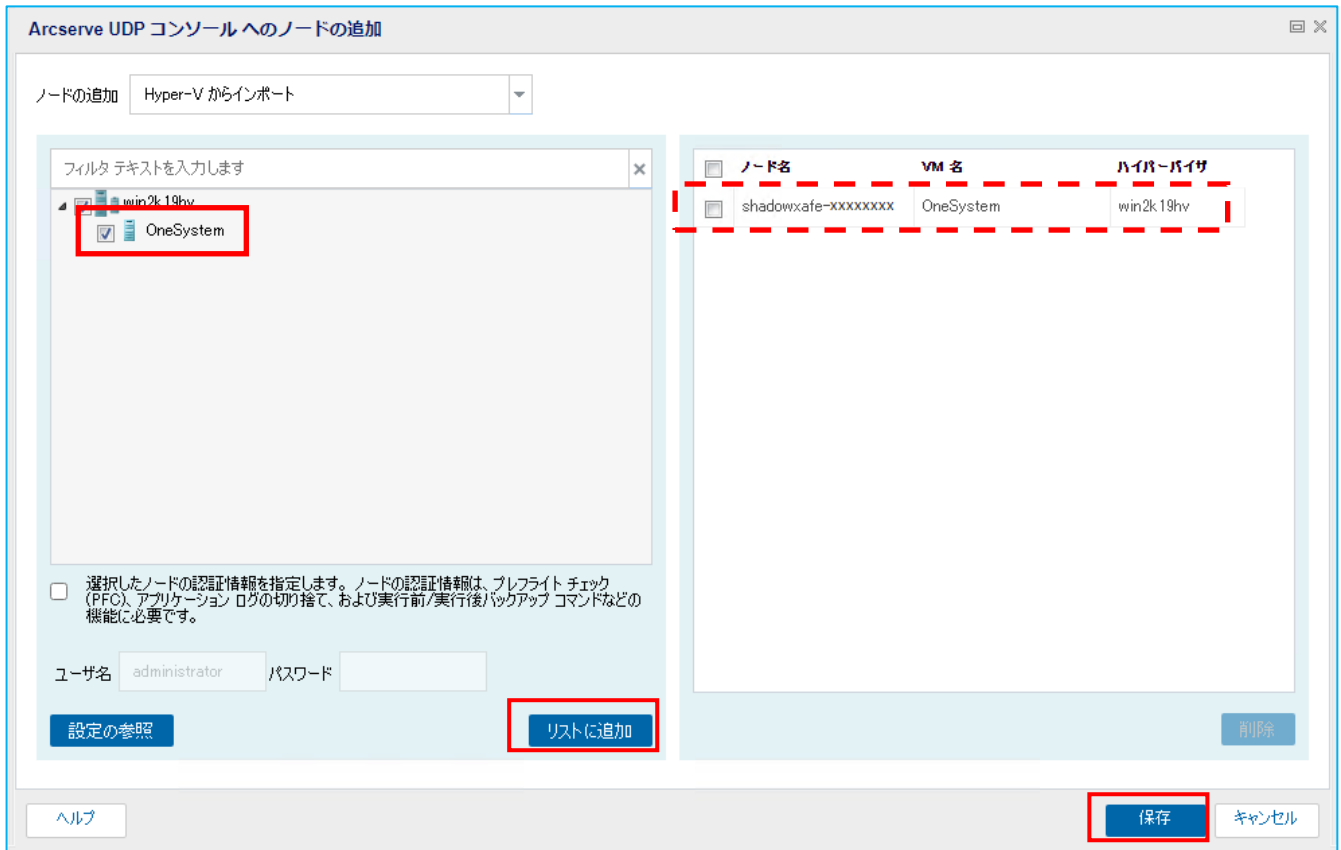 Arcserve UDP コンソール へのノードの追加
ノードの追加 Hyper-V からインポート
フィルタ テキストを入力します
win2k19hv
OneSystem
選択したノードの認証情報を指定します。ノードの認証情報は、プレフライト チェック
(PFC)、アプリケーション ログの切り捨て、および実行前/実行後バックアップ コマンドなどの
機能に必要です。
ユーザ名 administrator パスワード
設定の参照 リストに追加
ノード名 VM 名 ハイパーバイザ
shadowxafe-xxxxxxxx OneSystem win2k19hv
削除
ヘルプ 保存 キャンセル